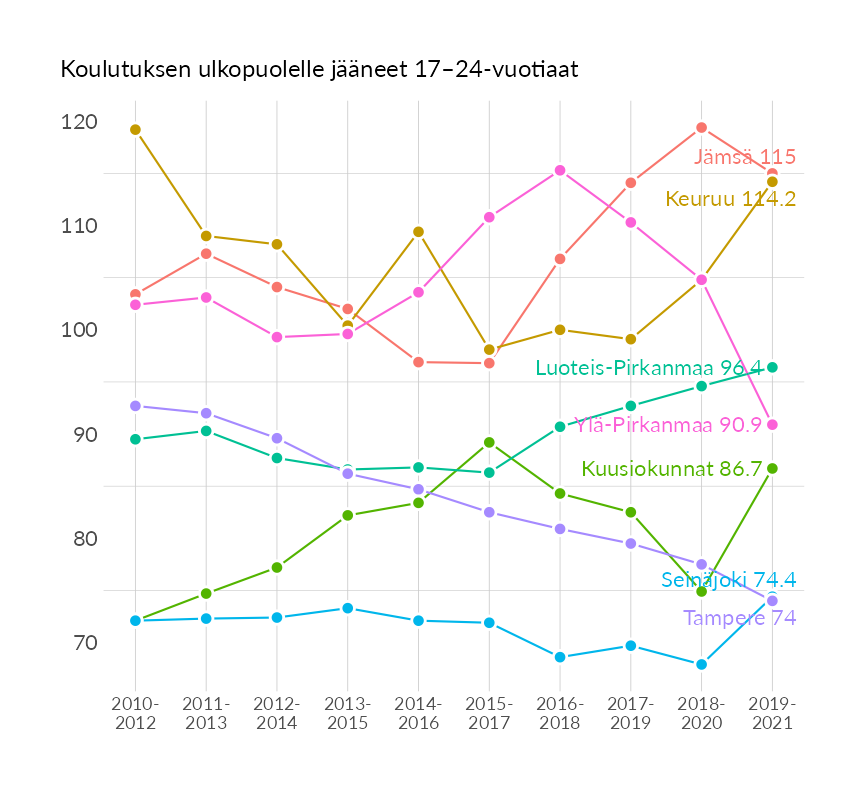 Koulutuksen ulkopuolelle jääneet 17–24-vuotiaat
120
110
100
90
80
70
Jämsä 115
Keuruu 114.2
Luoteis-Pirkanmaa 96.4
Ylä-Pirkanmaa 90.9
Kuusiokunnat 86.7
Seinäjoki 74.4
Tampere 74
2010- 2011- 2012- 2013- 2014- 2015- 2016- 2017- 2018- 2019-
2012 2013 2014 2015 2016 2017 2018 2019 2020 2021